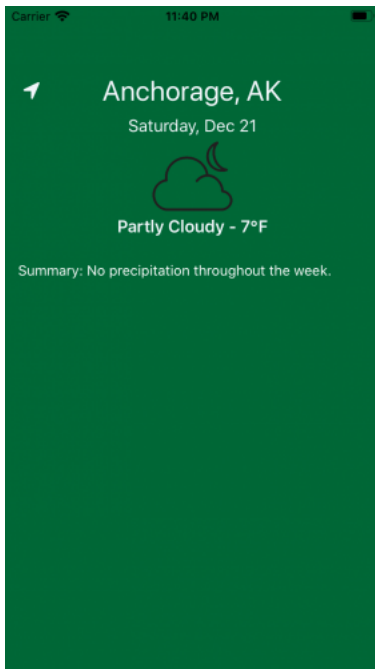 Carrier 11:40 PM
Anchorage, AK
Saturday, Dec 21
Partly Cloudy - 7°F
Summary: No precipitation throughout the week.